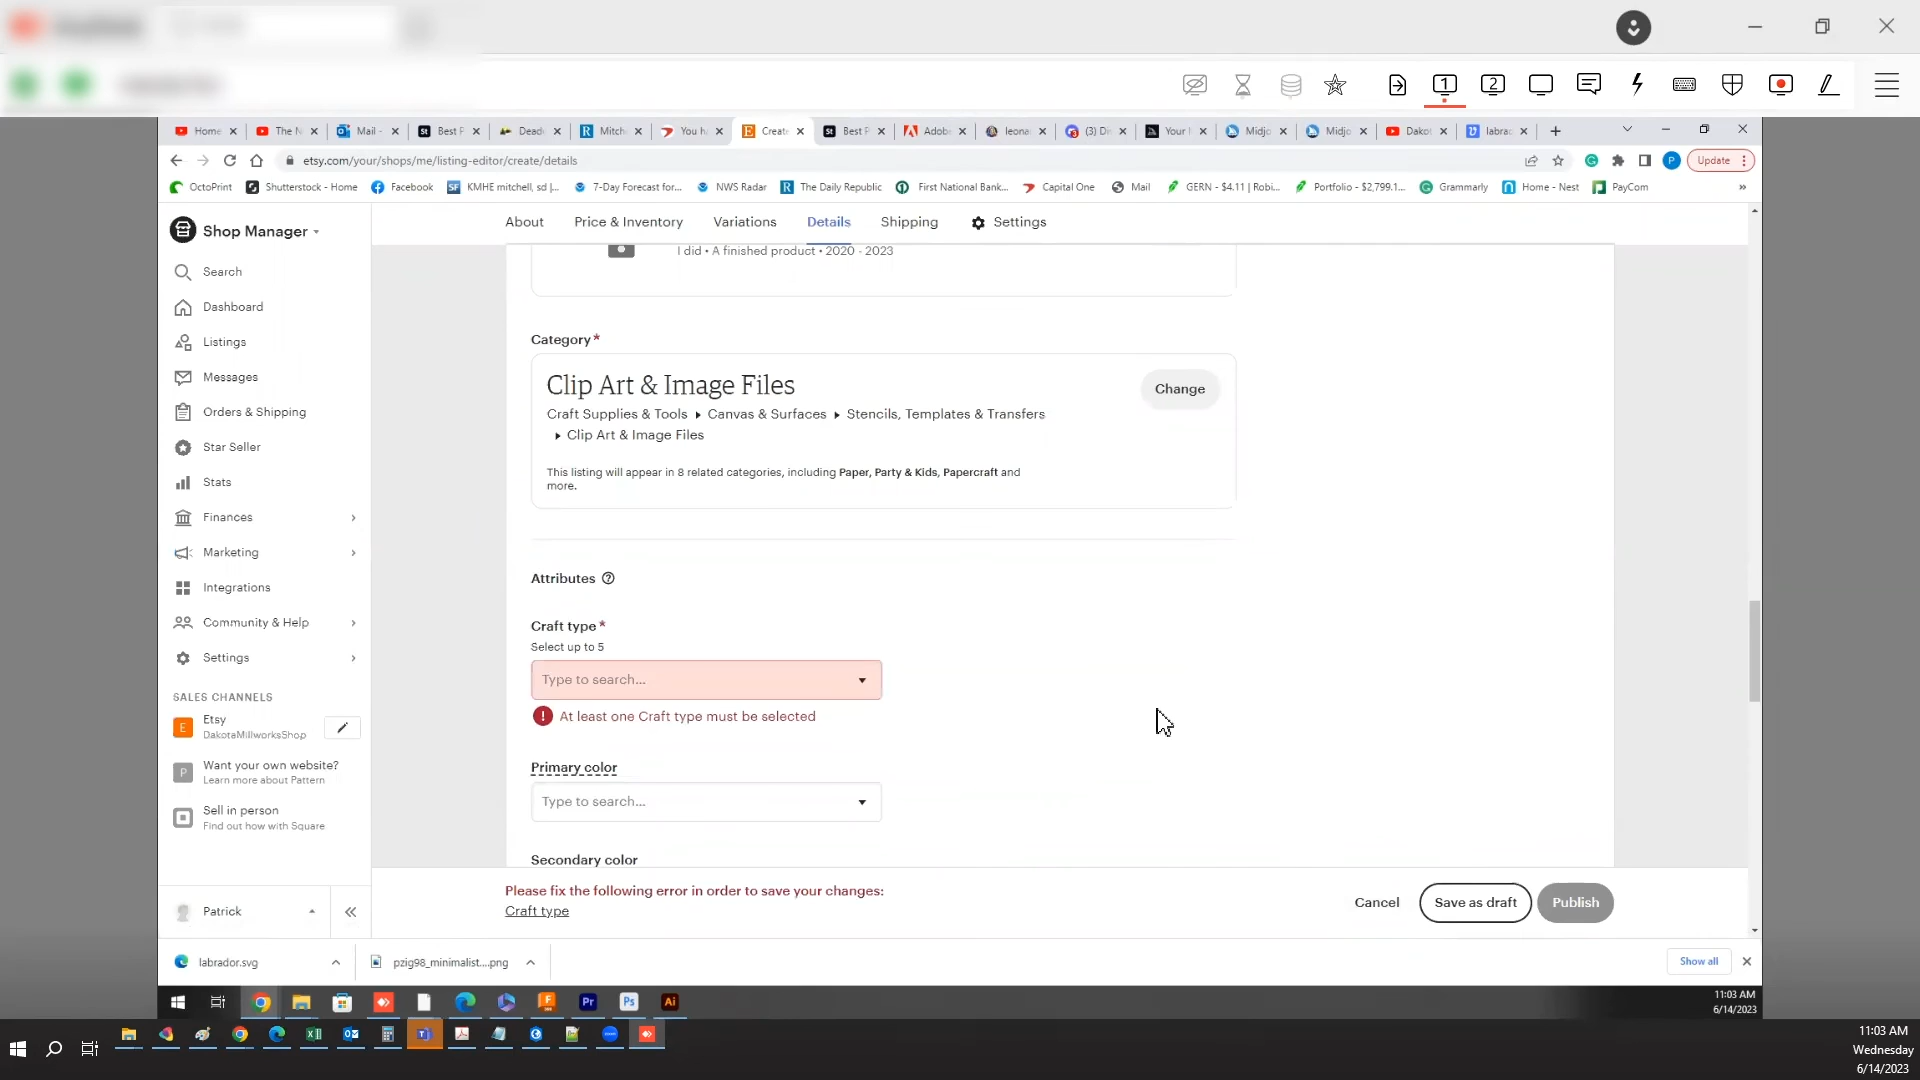 1
2
Home
The N
Mail -
Best P
Dead
Mitch
You h
Create
Best P
Adob
leona
(3) Di
Your
Midjo
Midjo
Dako
labra
etsy.com/your/shops/me/listing-editor/create/details
P
Update
OctoPrint
Shutterstock - Home
Facebook
KMHE mitchell, sd |...
7-Day Forecast for...
NWS Radar
The Daily Republic
First National Bank...
Capital One
Mail
GERN - $4.11 | Robi...
Portfolio - $2,799.1...
Grammarly
Home - Nest
PayCom
Shop Manager
About
Price & Inventory
Variations
Details
Shipping
Settings
Search
Dashboard
Listings
Messages
Orders & Shipping
Star Seller
Stats
Finances
Marketing
Integrations
Community & Help
Settings
SALES CHANNELS
E
Etsy
DakotaMillworksShop
P
Want your own website?
Learn more about Pattern
Sell in person
Find out how with Square
Patrick
I did • A finished product • 2020 - 2023
Category *
Clip Art & Image Files
Change
Craft Supplies & Tools ▸ Canvas & Surfaces ▸ Stencils, Templates & Transfers
▸ Clip Art & Image Files
This listing will appear in 8 related categories, including Paper, Party & Kids, Papercraft and
more.
Attributes
Craft type *
Select up to 5
Type to search...
At least one Craft type must be selected
Primary color
Type to search...
Secondary color
Please fix the following error in order to save your changes:
Craft type
Cancel
Save as draft
Publish
labrador.svg
pzig98_minimalist....png
Show all
Pr
Ps
Ai
11:03 AM
6/14/2023
11:03 AM
Wednesday
6/14/2023